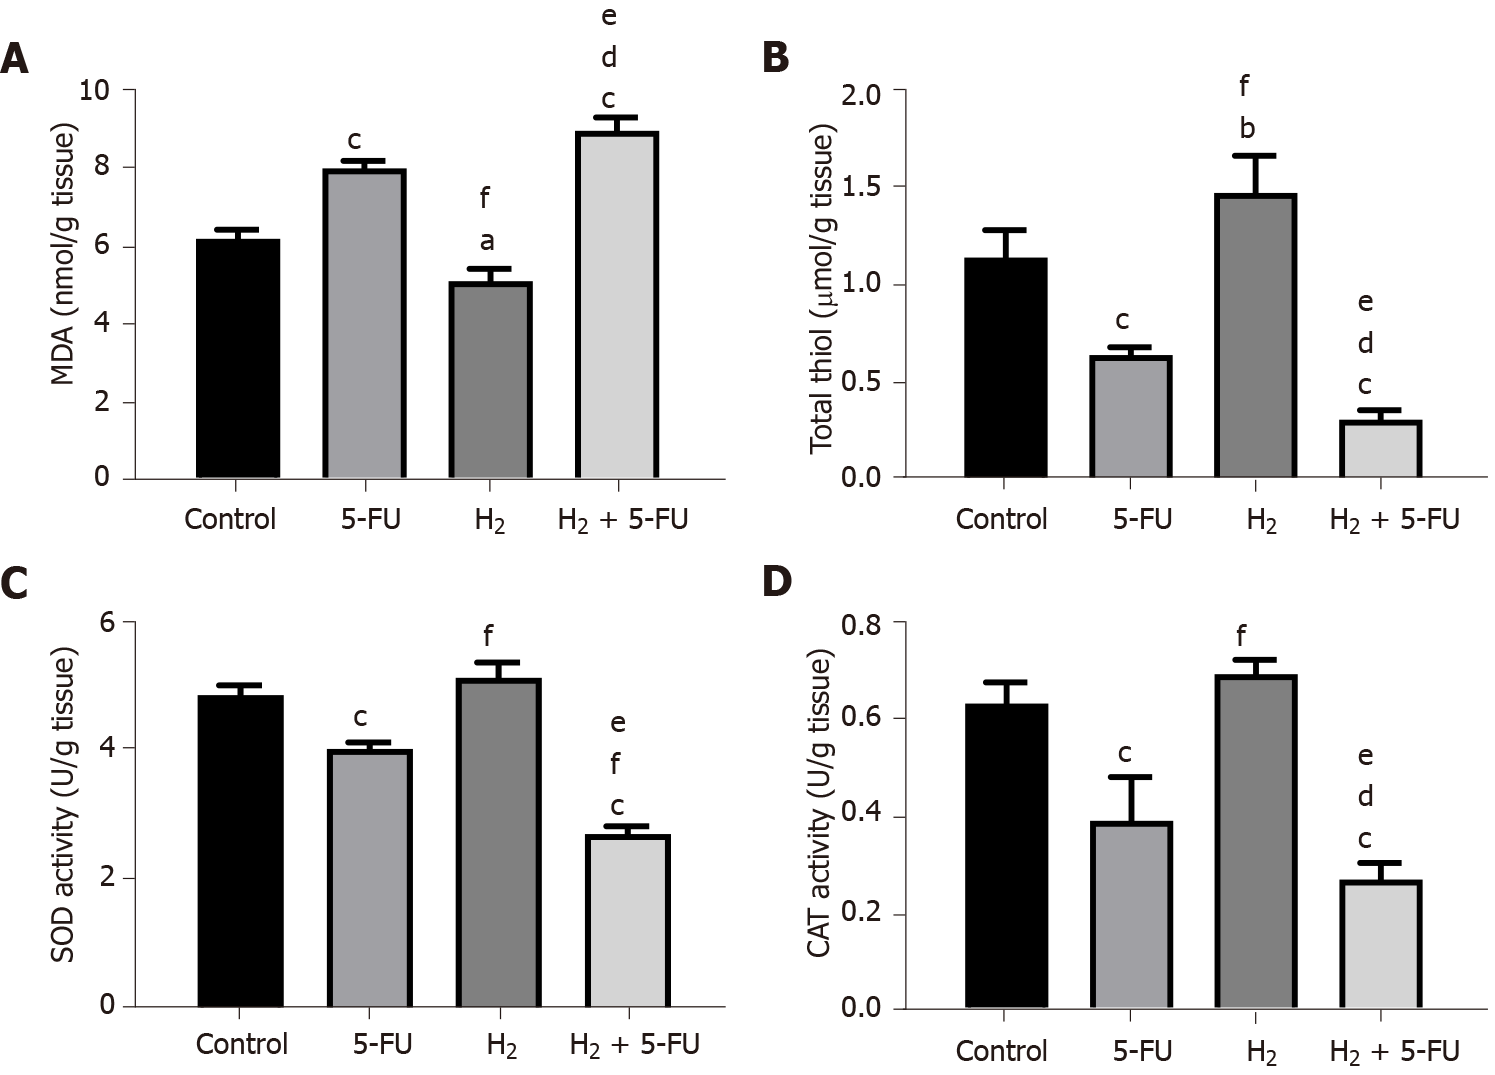 A
MDA (nmol/g tissue)
10
8
6
4
2
0
c
f
a
e
d
c
Control
5-FU
H₂
H₂ + 5-FU
B
Total thiol (μmol/g tissue)
2.0
1.5
1.0
0.5
0.0
c
f
b
e
d
c
Control
5-FU
H₂
H₂ + 5-FU
C
SOD activity (U/g tissue)
6
4
2
0
c
f
e
f
c
Control
5-FU
H₂
H₂ + 5-FU
D
CAT activity (U/g tissue)
0.8
0.6
0.4
0.2
0.0
c
f
e
d
c
Control
5-FU
H₂
H₂ + 5-FU